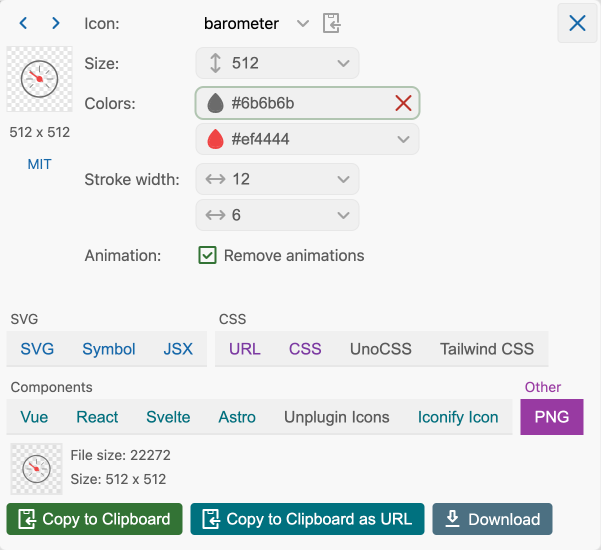 Icon: barometer
Size: 512
Colors: #6b6b6b
#ef4444
512 x 512
MIT
Stroke width: 12
6
Animation: Remove animations
SVG CSS
SVG Symbol JSX URL CSS UnoCSS Tailwind CSS
Components Other
Vue React Svelte Astro Unplugin Icons Iconify Icon PNG
File size: 22272
Size: 512 x 512
Copy to Clipboard Copy to Clipboard as URL Download